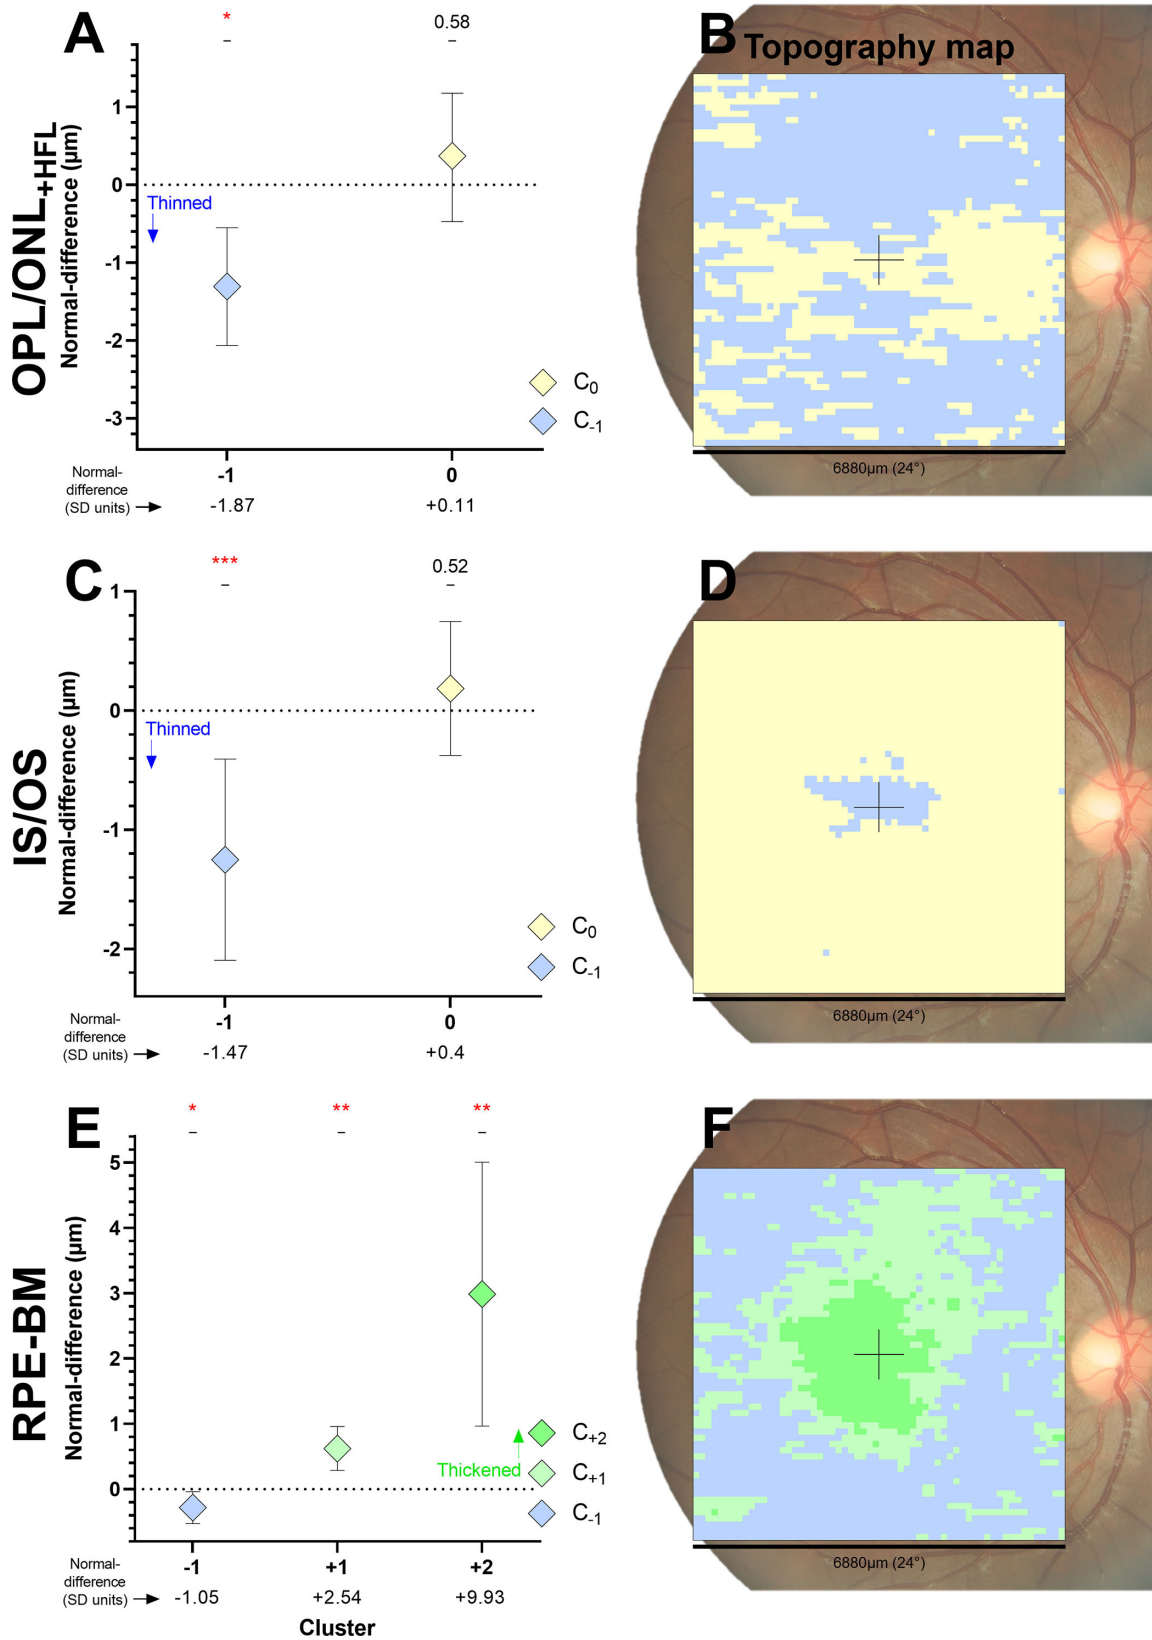 A
*
0.58
OPL/ONL+HFL
Normal-difference (µm)
1
0
-1
-2
-3
Thinned
C0
C-1
-1
0
Normal-
difference
(SD units)
-1.87
+0.11
B
Topography map
6880µm (24°)
C
***
0.52
IS/OS
Normal-difference (µm)
1
0
-1
-2
Thinned
C0
C-1
-1
0
Normal-
difference
(SD units)
-1.47
+0.4
D
6880µm (24°)
E
*
**
**
RPE-BM
Normal-difference (µm)
5
4
3
2
1
0
Thickened
C+2
C+1
C-1
-1
+1
+2
Normal-
difference
(SD units)
-1.05
+2.54
+9.93
Cluster
F
6880µm (24°)